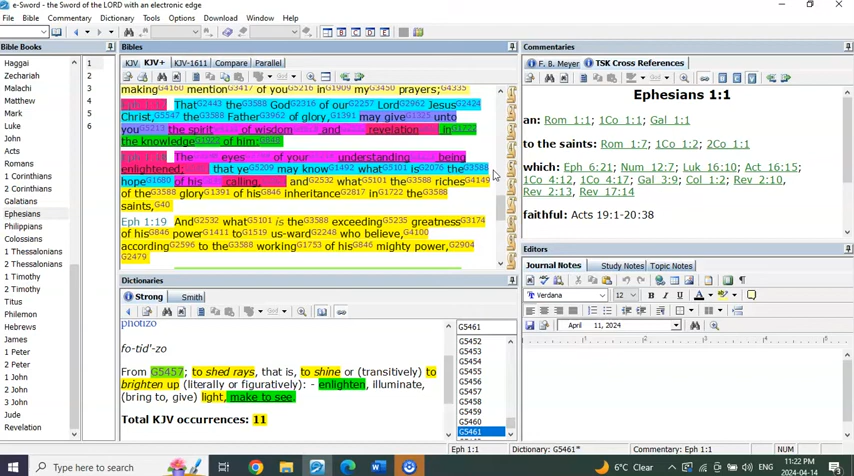 e-Sword - the Sword of the LORD with an electronic edge
File Bible Commentary Dictionary Tools Options Download Window Help
Bible Books
Haggai
Zechariah
Malachi
Matthew
Mark
Luke
John
Acts
Romans
1 Corinthians
2 Corinthians
Galatians
Ephesians
Philippians
Colossians
1 Thessalonians
2 Thessalonians
1 Timothy
2 Timothy
Titus
Philemon
Hebrews
James
1 Peter
2 Peter
1 John
2 John
3 John
Jude
Revelation
1
2
3
4
5
6
Bibles
KJV KJV+ KJV-1611 Compare Parallel
making mention G3417 of you G5216 in G1909 my G3450 prayers; G4335
That G2443 the G3588 God G2316 of our G2257 Lord G2962 Jesus G2424
Christ, G5547 the G3588 Father G3962 of glory, G1391 may give G1325 unto
you G5213 the spirit G4151 of wisdom G4678 and G2532 revelation G602 in G1722
the knowledge G1922 of him: G846
Eph 1:18 The G3588 eyes G3788 of your G5216 understanding G1271 being
enlightened; G5461 that ye G5209 may know G1492 what G5101 is G2076 the G3588
hope G1680 of his G846 calling, G2821 and G2532 what G5101 the G3588 riches G4149
of the G3588 glory G1391 of his G846 inheritance G2817 in G1722 the G3588
saints, G40
Eph 1:19 And G2532 what G5101 is the G3588 exceeding G5235 greatness G3174
of his G846 power G1411 to G1519 us-ward G2248 who believe, G4100
according G2596 to the G3588 working G1753 of his G846 mighty power, G2904
G2479
Dictionaries
Strong Smith
photizo
fo-tid'-zo
From G5457; to shed rays, that is, to shine or (transitively) to
brighten up (literally or figuratively): - enlighten, illuminate,
(bring to, give) light, make to see.
Total KJV occurrences: 11
G5461
G5452
G5453
G5454
G5455
G5456
G5457
G5458
G5459
G5460
G5461
Commentaries
F. B. Meyer TSK Cross References
Ephesians 1:1
an: Rom 1:1; 1Co 1:1; Gal 1:1
to the saints: Rom 1:7; 1Co 1:2; 2Co 1:1
which: Eph 6:21; Num 12:7; Luk 16:10; Act 16:15;
1Co 4:12, 1Co 4:17; Gal 3:9; Col 1:2; Rev 2:10,
Rev 2:13, Rev 17:14
faithful: Acts 19:1-20:38
Editors
Journal Notes Study Notes Topic Notes
Verdana 12 B I U A
April 11, 2024
Eph 1:1 Dictionary: G5461* Commentary: Eph 1:1 NUM
Type here to search
6°C Clear
ENG
11:22 PM
2024-04-14